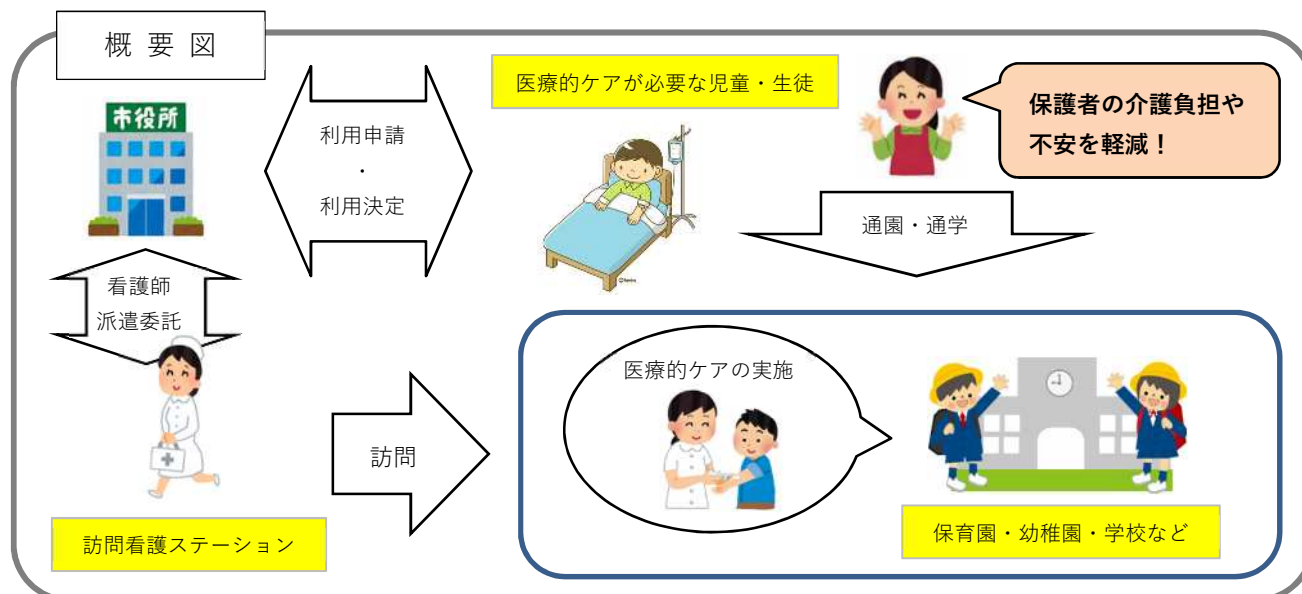 概要図
市役所
利用申請
・
利用決定
医療的ケアが必要な児童・生徒
保護者の介護負担や
不安を軽減！
通園・通学
看護師
派遣委託
訪問
医療的ケアの実施
訪問看護ステーション
保育園・幼稚園・学校など